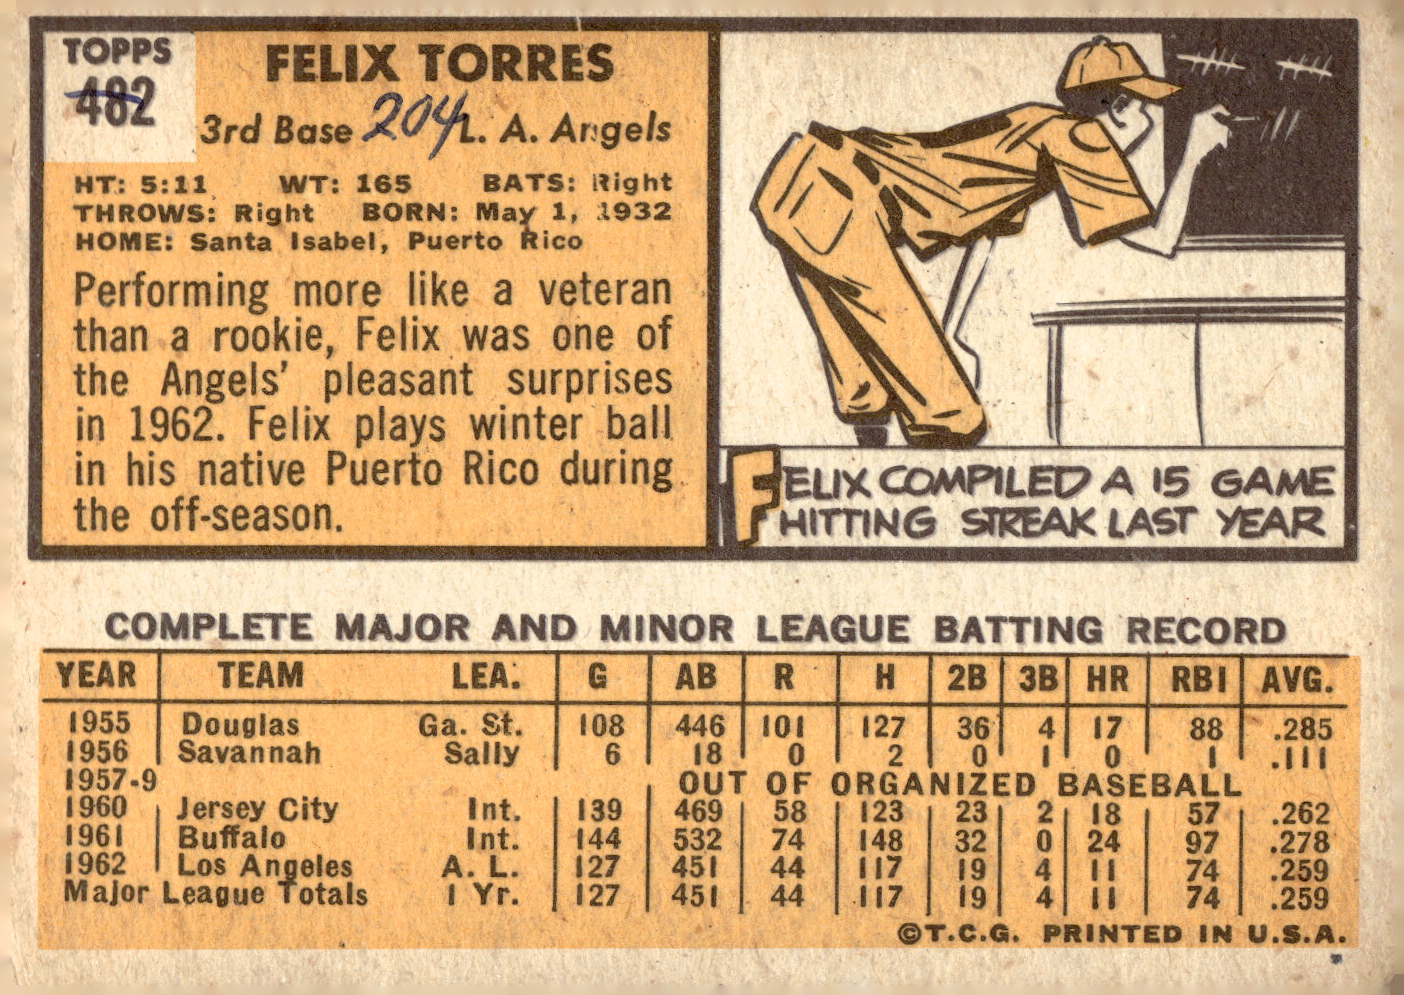 TOPPS
482
FELIX TORRES
3rd Base 204 L. A. Angels
HT: 5:11 WT: 165 BATS: Right
THROWS: Right BORN: May 1, 1932
HOME: Santa Isabel, Puerto Rico
Performing more like a veteran
than a rookie, Felix was one of
the Angels' pleasant surprises
in 1962. Felix plays winter ball
in his native Puerto Rico during
the off-season.
FELIX COMPILED A 15 GAME
HITTING STREAK LAST YEAR
COMPLETE MAJOR AND MINOR LEAGUE BATTING RECORD
YEAR TEAM LEA. G AB R H 2B 3B HR RBI AVG.
1955 Douglas Ga. St. 108 446 101 127 36 4 17 88 .285
1956 Savannah Sally 6 18 0 2 0 1 0 1 .111
1957-9 OUT OF ORGANIZED BASEBALL
1960 Jersey City Int. 139 469 58 123 23 2 18 57 .262
1961 Buffalo Int. 144 532 74 148 32 0 24 97 .278
1962 Los Angeles A. L. 127 451 44 117 19 4 11 74 .259
Major League Totals 1 Yr. 127 451 44 117 19 4 11 74 .259
©T.C.G. PRINTED IN U.S.A.